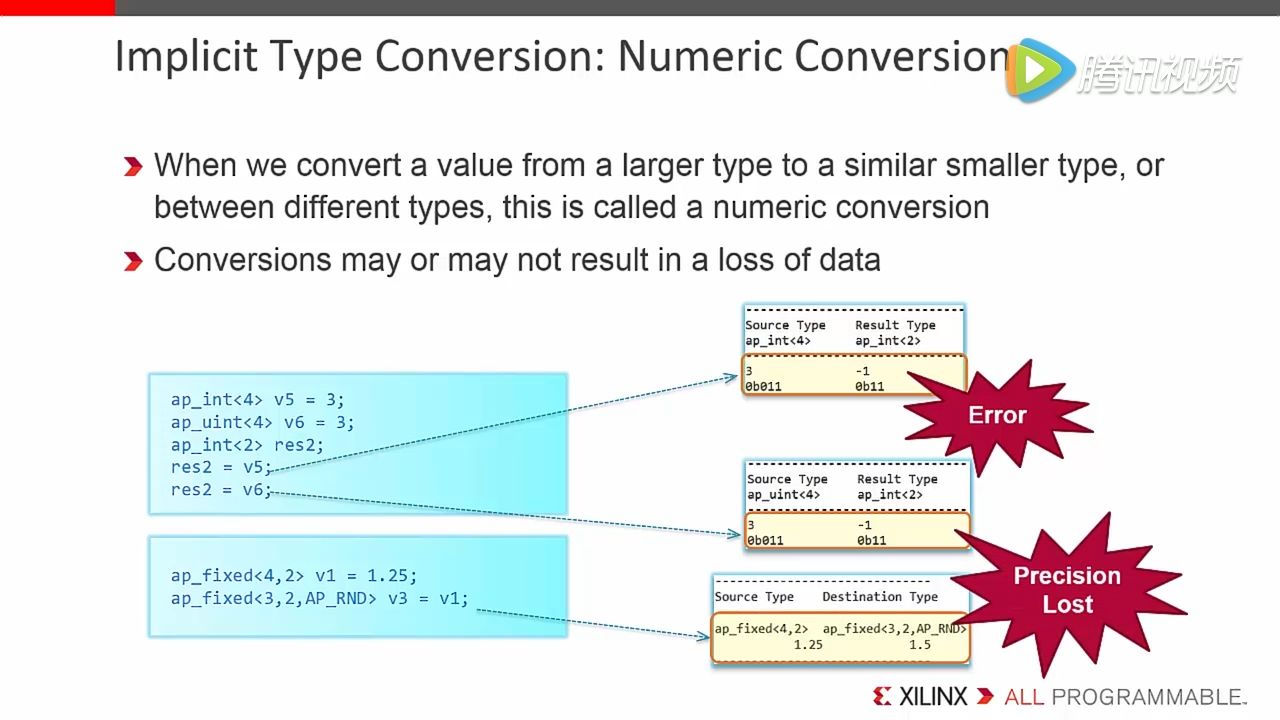 Implicit Type Conversion: Numeric Conversion
腾讯视频
When we convert a value from a larger type to a similar smaller type, or
between different types, this is called a numeric conversion
Conversions may or may not result in a loss of data
ap_int<4> v5 = 3;
ap_uint<4> v6 = 3;
ap_int<2> res2;
res2 = v5;
res2 = v6;
Source Type Result Type
ap_int<4> ap_int<2>
3 -1
0b011 0b11
Error
Source Type Result Type
ap_uint<4> ap_int<2>
3 -1
0b011 0b11
ap_fixed<4,2> v1 = 1.25;
ap_fixed<3,2,AP_RND> v3 = v1;
Source Type Destination Type
ap_fixed<4,2> ap_fixed<3,2,AP_RND>
1.25 1.5
Precision
Lost
XILINX ALL PROGRAMMABLE™